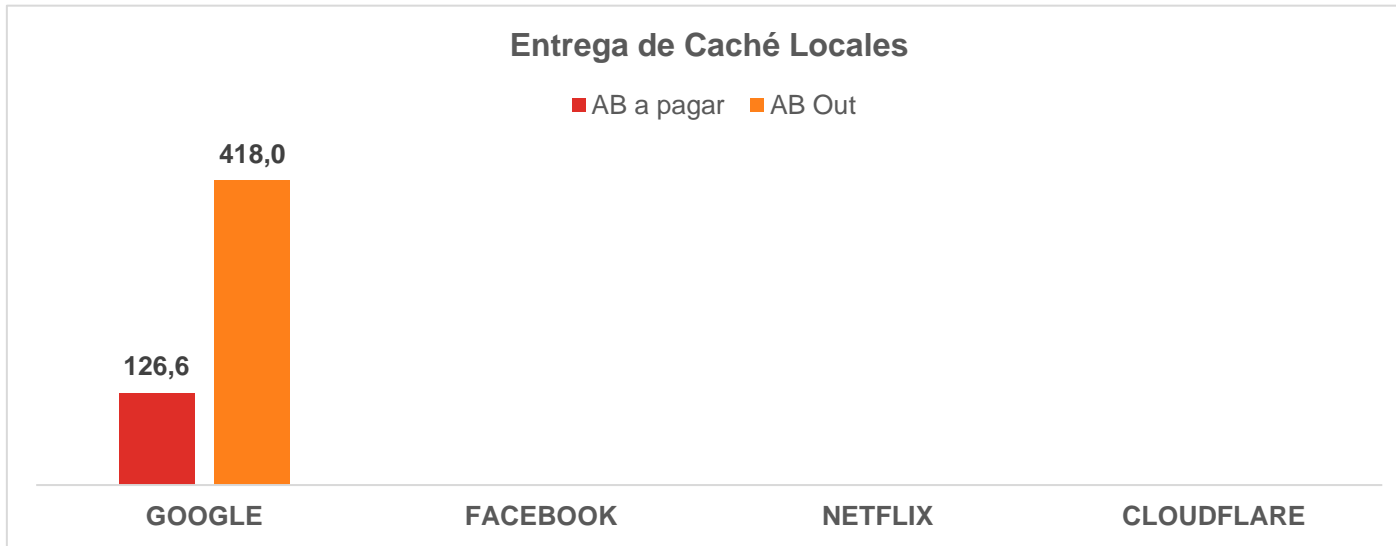 Entrega de Caché Locales
AB a pagar AB Out
418,0
126,6
GOOGLE FACEBOOK NETFLIX CLOUDFLARE